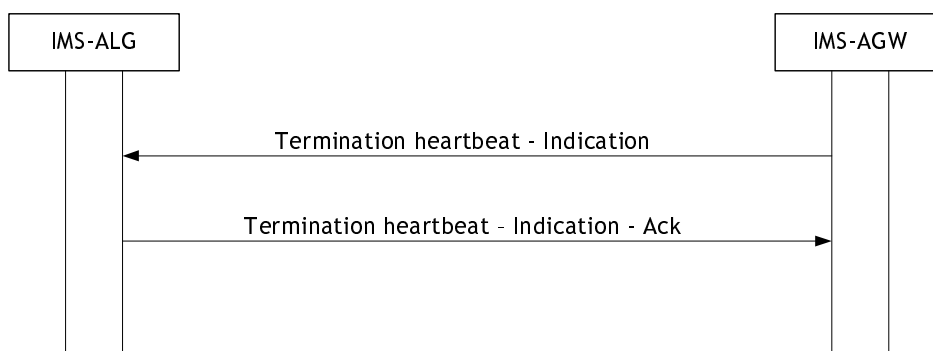 IMS-ALG
IMS-AGW
Termination heartbeat - Indication
Termination heartbeat – Indication - Ack